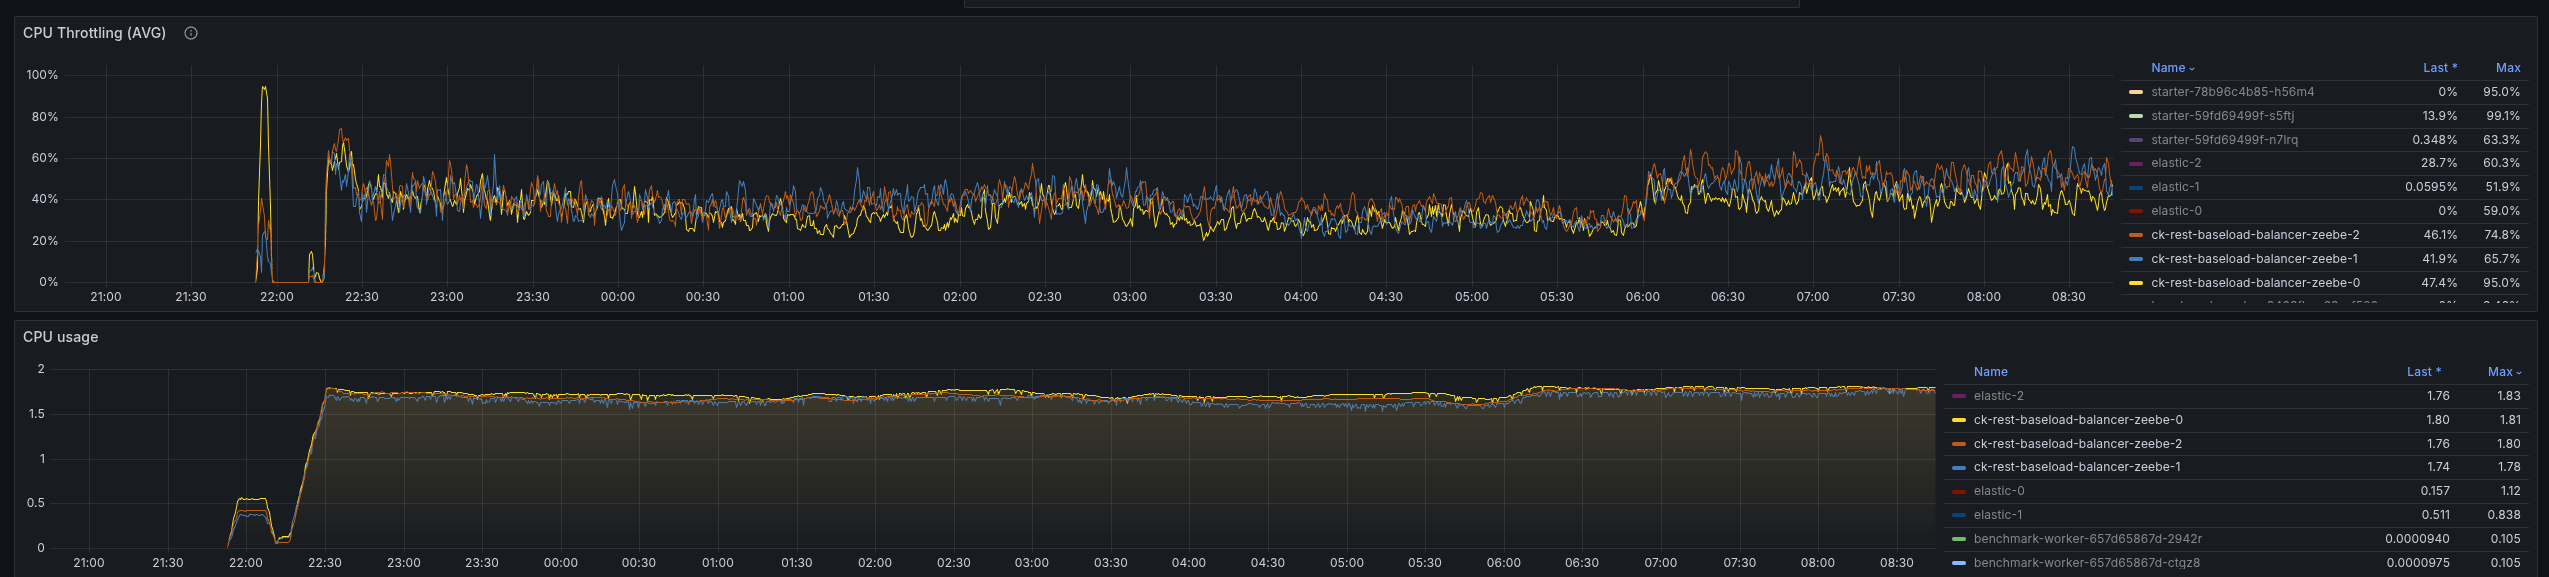 CPU Throttling (AVG)
100%
80%
60%
40%
20%
0%
21:00 21:30 22:00 22:30 23:00 23:30 00:00 00:30 01:00 01:30 02:00 02:30 03:00 03:30 04:00 04:30 05:00 05:30 06:00 06:30 07:00 07:30 08:00 08:30
Name Last * Max
starter-78b96c4b85-h56m4 0% 95.0%
starter-59fd69499f-s5ftj 13.9% 99.1%
starter-59fd69499f-n7lrq 0.348% 63.3%
elastic-2 28.7% 60.3%
elastic-1 0.0595% 51.9%
elastic-0 0% 59.0%
ck-rest-baseload-balancer-zeebe-2 46.1% 74.8%
ck-rest-baseload-balancer-zeebe-1 41.9% 65.7%
ck-rest-baseload-balancer-zeebe-0 47.4% 95.0%
CPU usage
2
1.5
1
0.5
0
21:00 21:30 22:00 22:30 23:00 23:30 00:00 00:30 01:00 01:30 02:00 02:30 03:00 03:30 04:00 04:30 05:00 05:30 06:00 06:30 07:00 07:30 08:00 08:30
Name Last * Max
elastic-2 1.76 1.83
ck-rest-baseload-balancer-zeebe-0 1.80 1.81
ck-rest-baseload-balancer-zeebe-2 1.76 1.80
ck-rest-baseload-balancer-zeebe-1 1.74 1.78
elastic-0 0.157 1.12
elastic-1 0.511 0.838
benchmark-worker-657d65867d-2942r 0.0000940 0.105
benchmark-worker-657d65867d-ctgz8 0.0000975 0.105